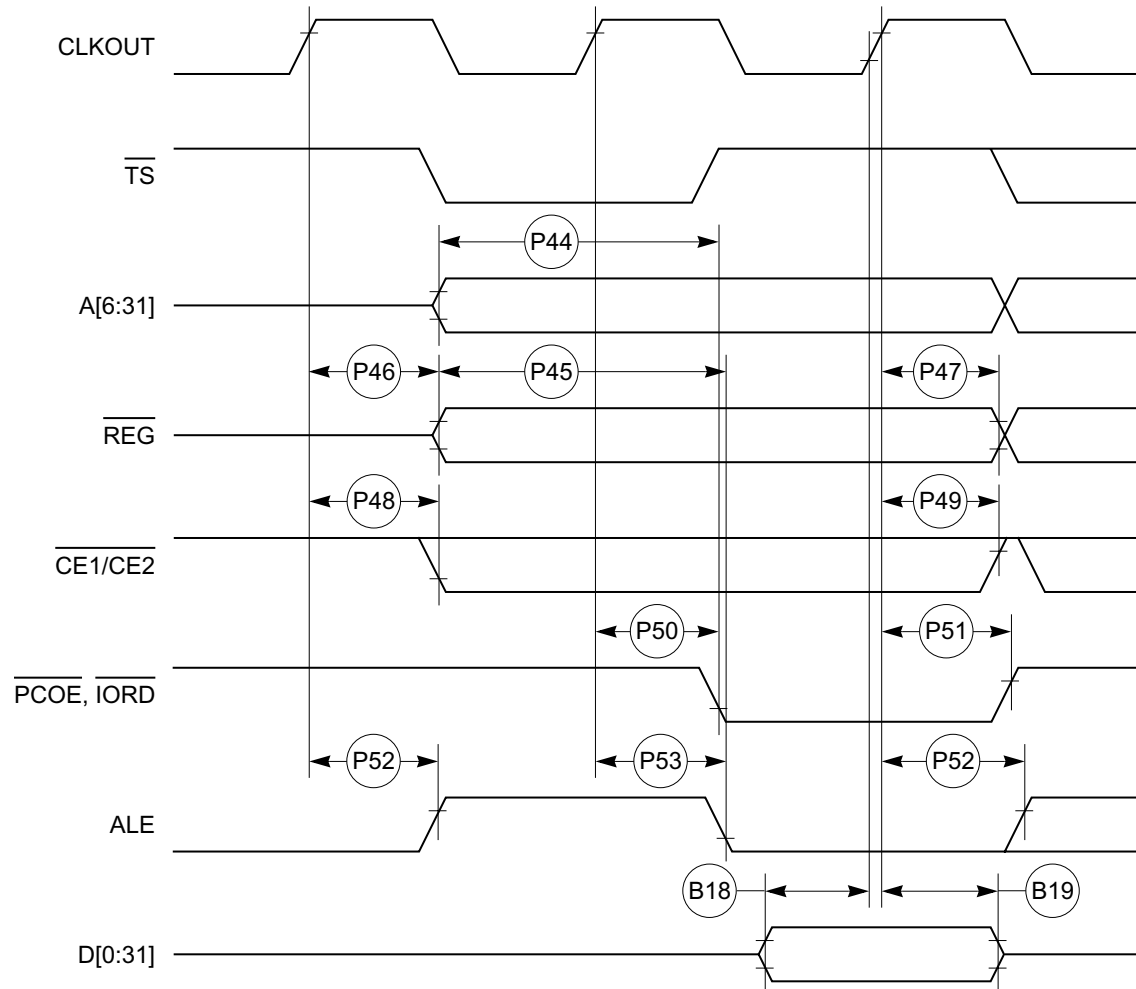 CLKOUT
TS
P44
A[6:31]
P46 P45 P47
REG
P48 P49
CE1/CE2
P50 P51
PCOE, IORD
P52 P53 P52
ALE
B18 B19
D[0:31]